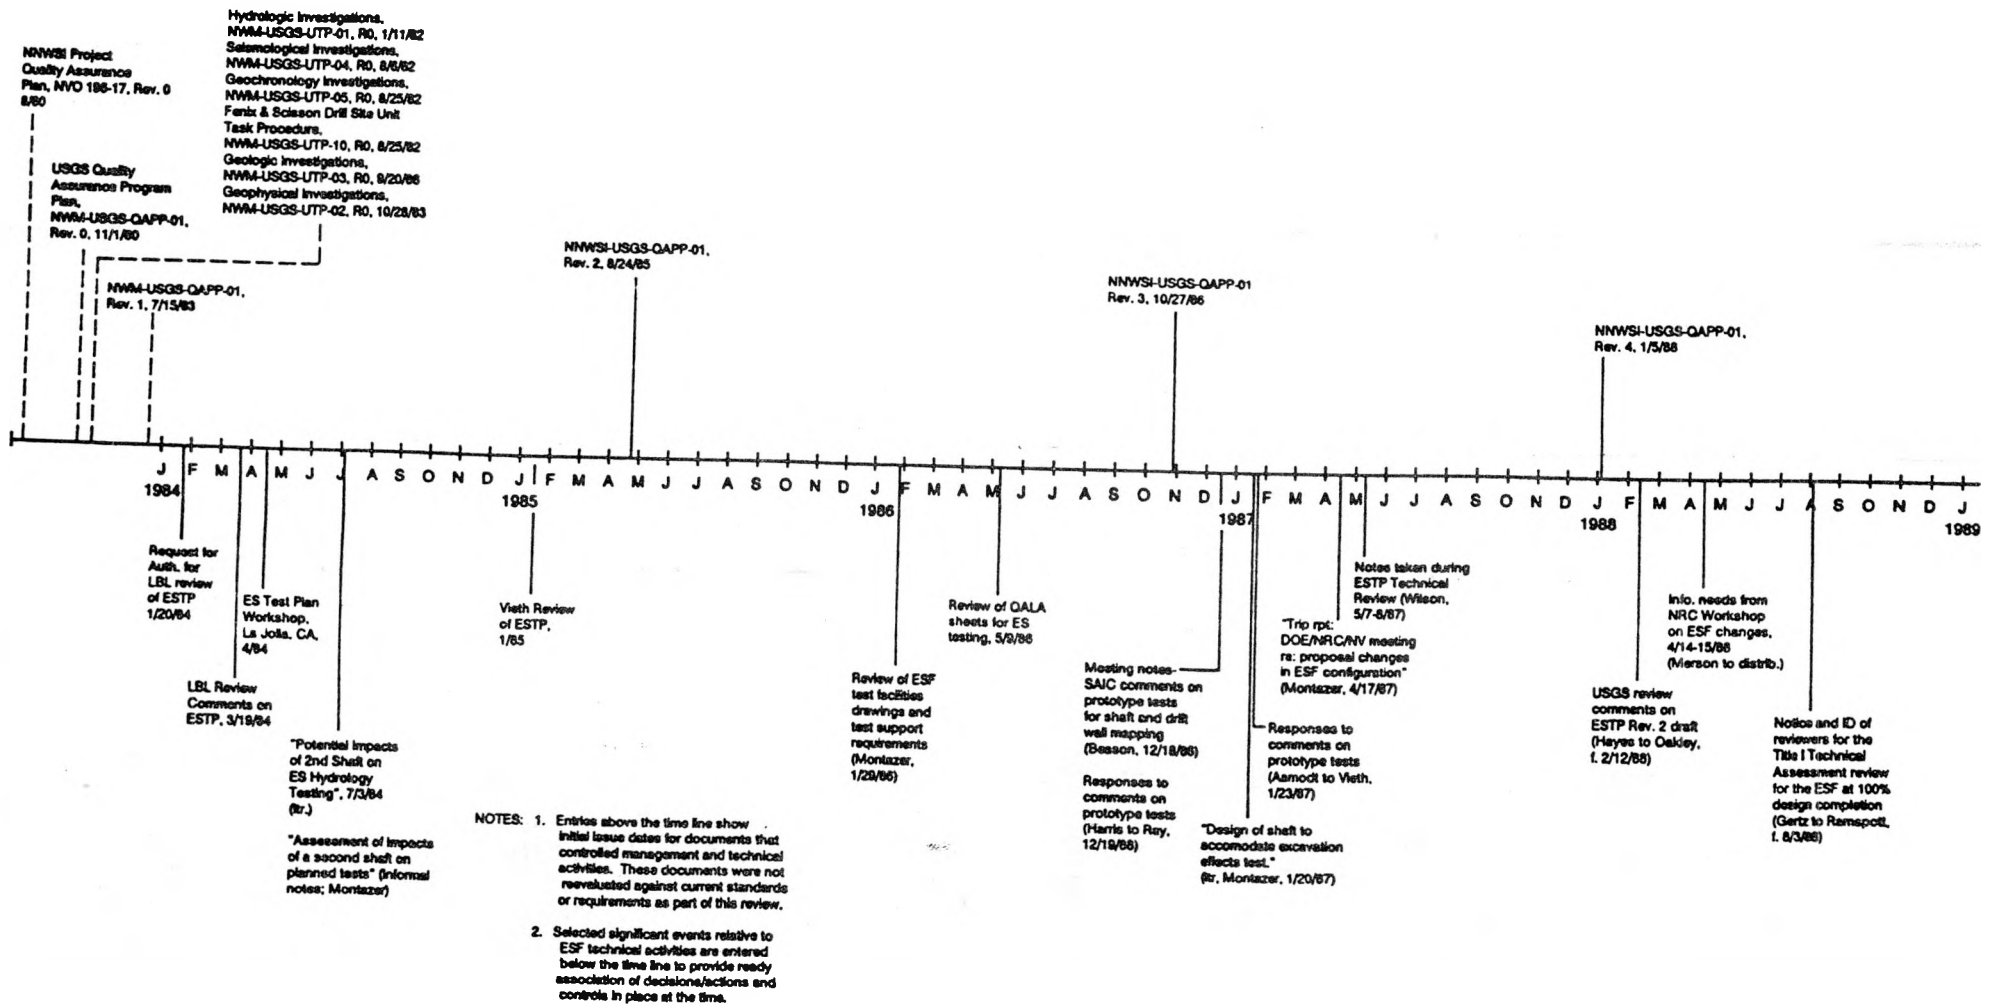 NNWSI Project
Quality Assurance
Plan, NVO 196-17, Rev. 0
8/80
USGS Quality
Assurance Program
Plan,
NWM-USGS-QAPP-01,
Rev. 0, 11/1/80
Hydrologic Investigations,
NWM-USGS-UTP-01, R0, 1/11/82
Seismological Investigations,
NWM-USGS-UTP-04, R0, 8/6/82
Geochronology Investigations,
NWM-USGS-UTP-05, R0, 8/25/82
Fenix & Scisson Drill Site Unit
Task Procedure,
NWM-USGS-UTP-10, R0, 8/25/82
Geologic Investigations,
NWM-USGS-UTP-03, R0, 9/20/86
Geophysical Investigations,
NWM-USGS-UTP-02, R0, 10/28/83
NWM-USGS-QAPP-01,
Rev. 1, 7/15/83
NNWSI-USGS-QAPP-01,
Rev. 2, 8/24/85
NNWSI-USGS-QAPP-01
Rev. 3, 10/27/86
NNWSI-USGS-QAPP-01,
Rev. 4, 1/5/88
J F M A M J J A S O N D J F M A M J J A S O N D J F M A M J J A S O N D J F M A M J J A S O N D J F M A M J J A S O N D J
1984 1985 1986 1987 1988 1989
Request for
Auth. for
LBL review
of ESTP
1/20/84
LBL Review
Comments on
ESTP, 3/19/84
ES Test Plan
Workshop,
La Jolla, CA,
4/84
"Potential Impacts
of 2nd Shaft on
ES Hydrology
Testing", 7/3/84
(ltr.)
"Assessment of Impacts
of a second shaft on
planned tests" (informal
notes; Montazer)
Vieth Review
of ESTP,
1/85
Review of ESF
test facilities
drawings and
test support
requirements
(Montazer,
1/29/86)
Review of QALA
sheets for ES
testing, 5/9/86
Meeting notes-
SAIC comments on
prototype tests
for shaft and drift
wall mapping
(Beason, 12/18/86)
Responses to
comments on
prototype tests
(Harris to Ray,
12/19/86)
"Design of shaft to
accomodate excavation
effects test."
(ltr, Montazer, 1/20/87)
Responses to
comments on
prototype tests
(Aamodt to Vieth,
1/23/87)
"Trip rpt:
DOE/NRC/NV meeting
re: proposal changes
in ESF configuration"
(Montazer, 4/17/87)
Notes taken during
ESTP Technical
Review (Wilson,
5/7-8/87)
USGS review
comments on
ESTP Rev. 2 draft
(Hayes to Oakley,
f. 2/12/88)
Info. needs from
NRC Workshop
on ESF changes,
4/14-15/88
(Merson to distrib.)
Notice and ID of
reviewers for the
Title I Technical
Assessment review
for the ESF at 100%
design completion
(Gertz to Ramspott,
f. 8/3/88)
NOTES: 1. Entries above the time line show
initial issue dates for documents that
controlled management and technical
activities. These documents were not
reevaluated against current standards
or requirements as part of this review.
2. Selected significant events relative to
ESF technical activities are entered
below the time line to provide ready
association of decisions/actions and
controls in place at the time.